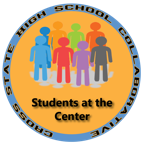 CROSS STATE HIGH SCHOOL COLLABORATIVE
Students at the
Center